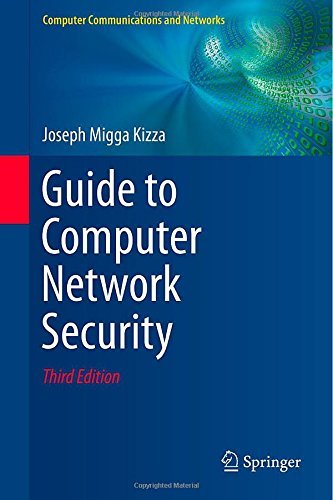 Computer Communications and Networks
Joseph Migga Kizza
Guide to
Computer
Network
Security
Third Edition
Springer